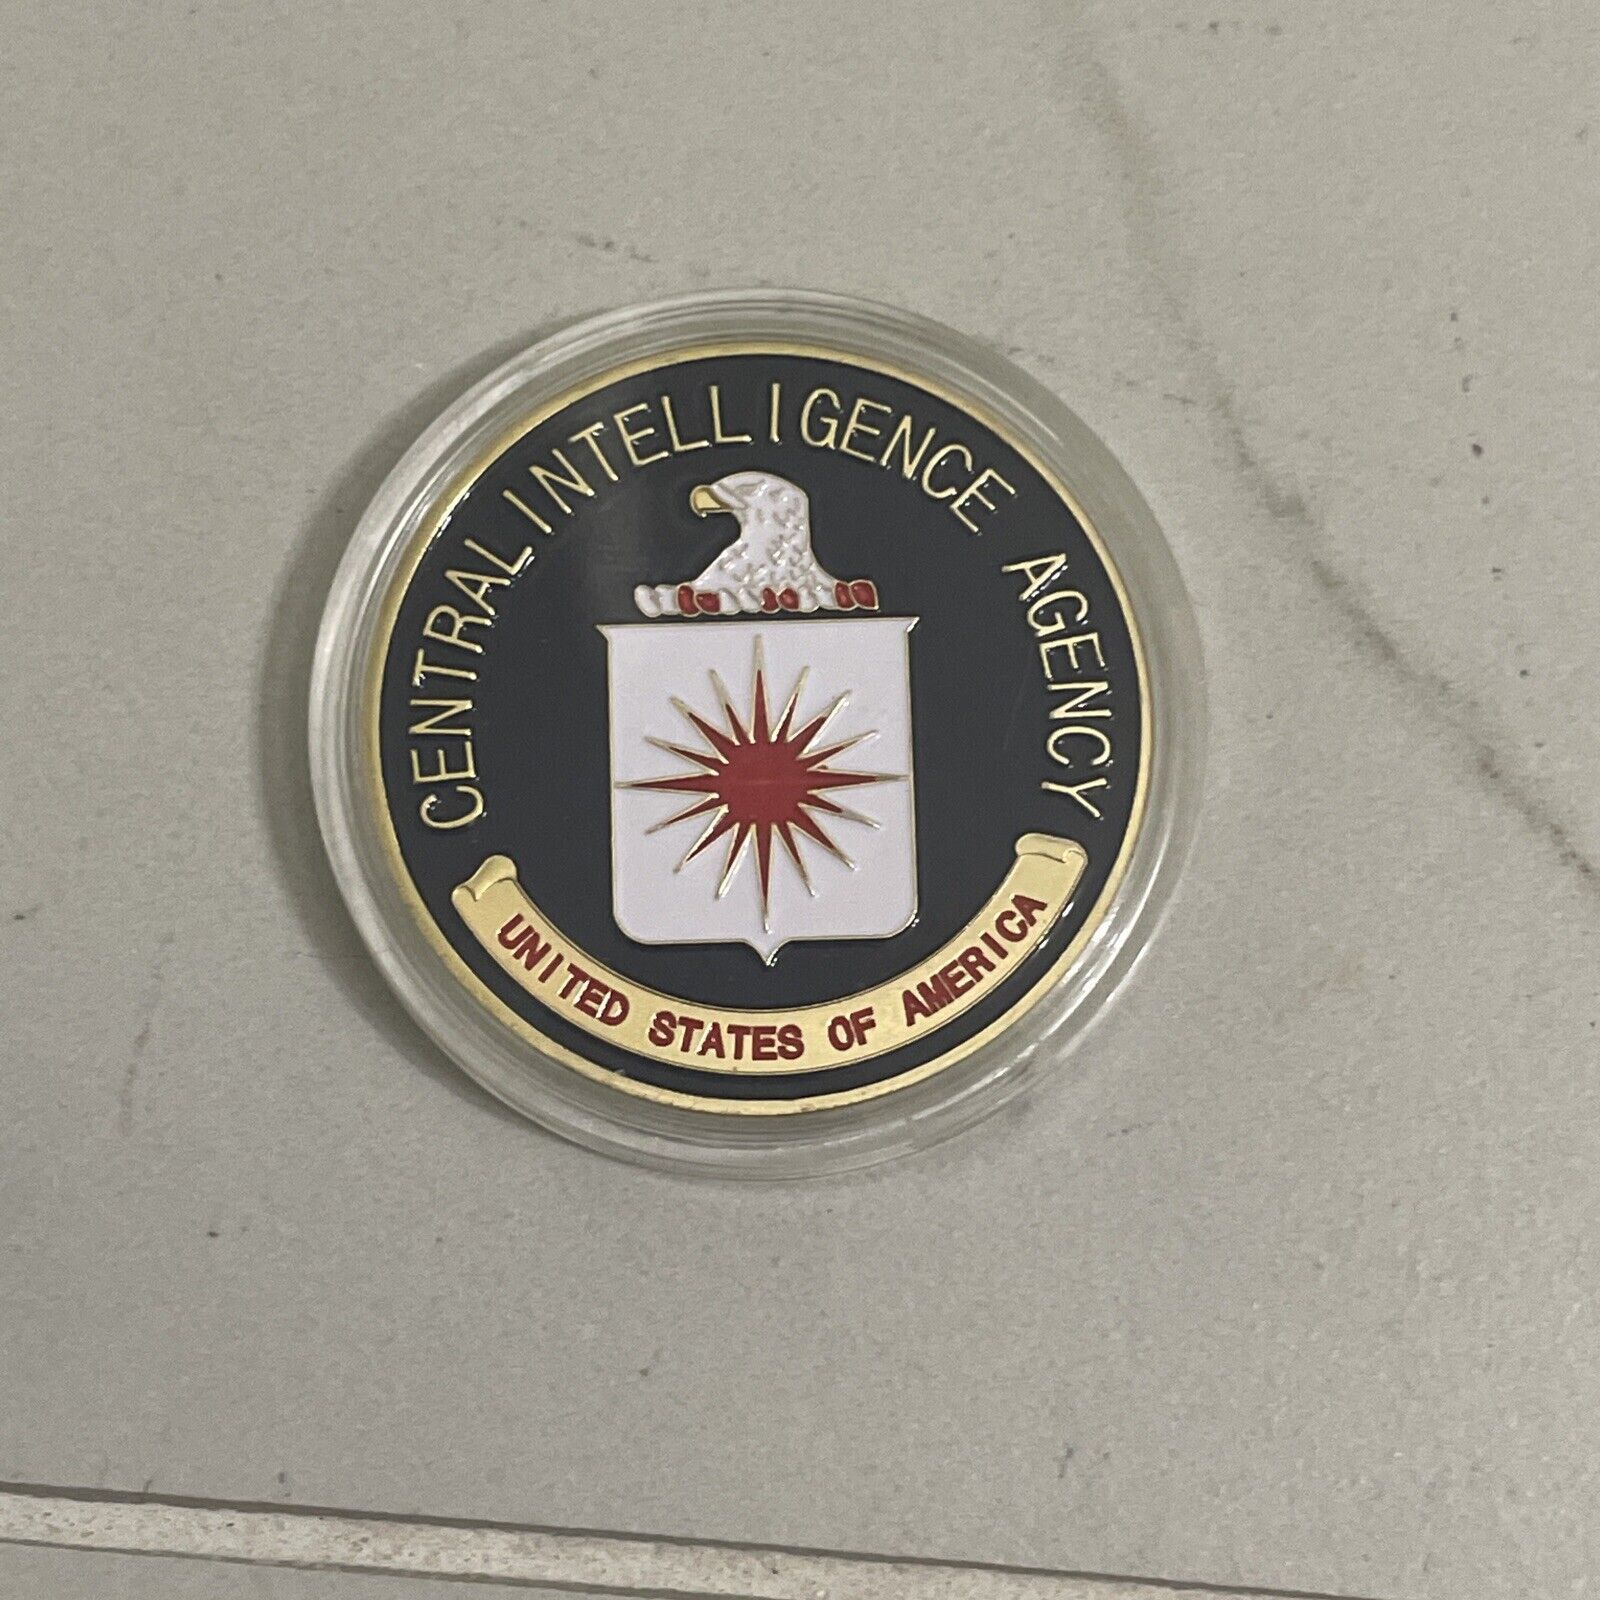 CENTRAL INTELLIGENCE AGENCY
UNITED STATES OF AMERICA